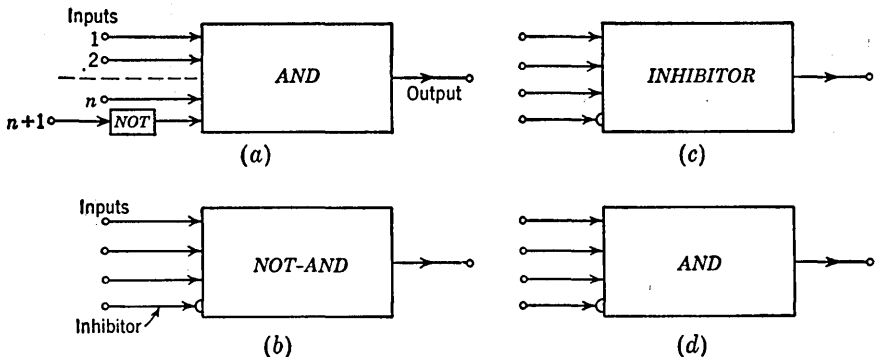 Inputs
1
2
n
n+1
NOT
AND
Output
(a)
INHIBITOR
(c)
Inputs
NOT-AND
Inhibitor
(b)
AND
(d)